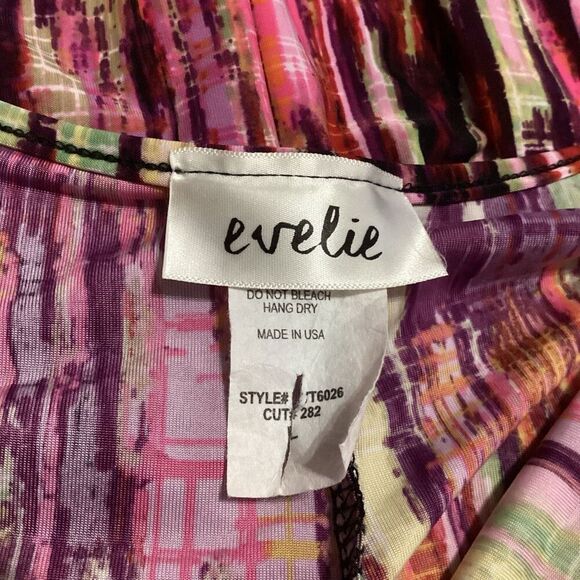 evelie
DO NOT BLEACH
HANG DRY
MADE IN USA
STYLE# T6026
CUT# 282
L